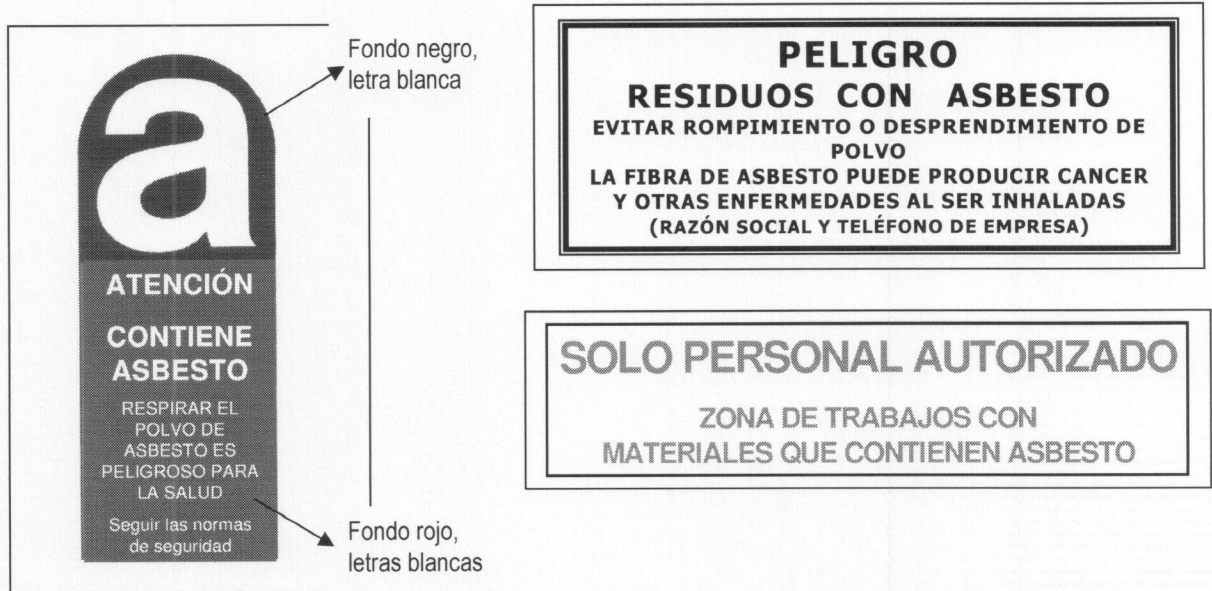 a
ATENCIÓN
CONTIENE
ASBESTO
RESPIRAR EL
POLVO DE
ASBESTO ES
PELIGROSO PARA
LA SALUD
Seguir las normas
de seguridad
Fondo negro,
letra blanca
Fondo rojo,
letras blancas
PELIGRO
RESIDUOS CON ASBESTO
EVITAR ROMPIMIENTO O DESPRENDIMIENTO DE
POLVO
LA FIBRA DE ASBESTO PUEDE PRODUCIR CANCER
Y OTRAS ENFERMEDADES AL SER INHALADAS
(RAZÓN SOCIAL Y TELÉFONO DE EMPRESA)
SOLO PERSONAL AUTORIZADO
ZONA DE TRABAJOS CON
MATERIALES QUE CONTIENEN ASBESTO